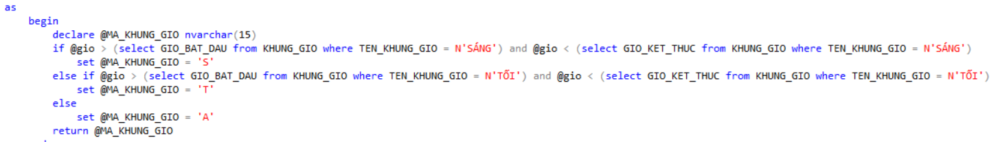 as
begin
declare @MA_KHUNG_GIO nvarchar(15)
if @gio > (select GIO_BAT_DAU from KHUNG_GIO where TEN_KHUNG_GIO = N'SÁNG') and @gio < (select GIO_KET_THUC from KHUNG_GIO where TEN_KHUNG_GIO = N'SÁNG')
set @MA_KHUNG_GIO = 'S'
else if @gio > (select GIO_BAT_DAU from KHUNG_GIO where TEN_KHUNG_GIO = N'TỐI') and @gio < (select GIO_KET_THUC from KHUNG_GIO where TEN_KHUNG_GIO = N'TỐI')
set @MA_KHUNG_GIO = 'T'
else
set @MA_KHUNG_GIO = 'A'
return @MA_KHUNG_GIO